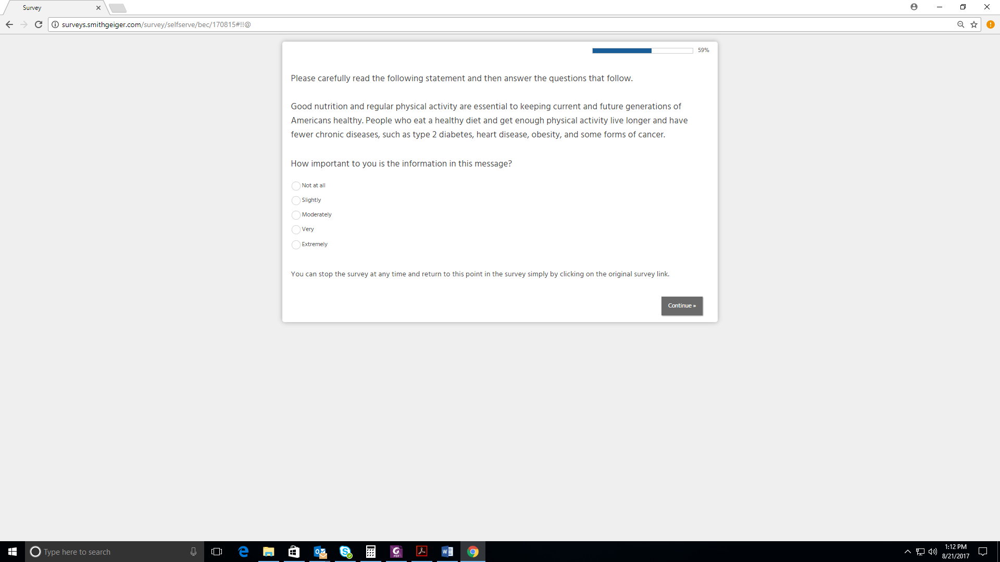 Survey
surveys.smithgeiger.com/survey/selfserve/bec/170815#!!@
59%
Please carefully read the following statement and then answer the questions that follow.
Good nutrition and regular physical activity are essential to keeping current and future generations of
Americans healthy. People who eat a healthy diet and get enough physical activity live longer and have
fewer chronic diseases, such as type 2 diabetes, heart disease, obesity, and some forms of cancer.
How important to you is the information in this message?
Not at all
Slightly
Moderately
Very
Extremely
You can stop the survey at any time and return to this point in the survey simply by clicking on the original survey link.
Continue »
Type here to search
1:12 PM
8/21/2017